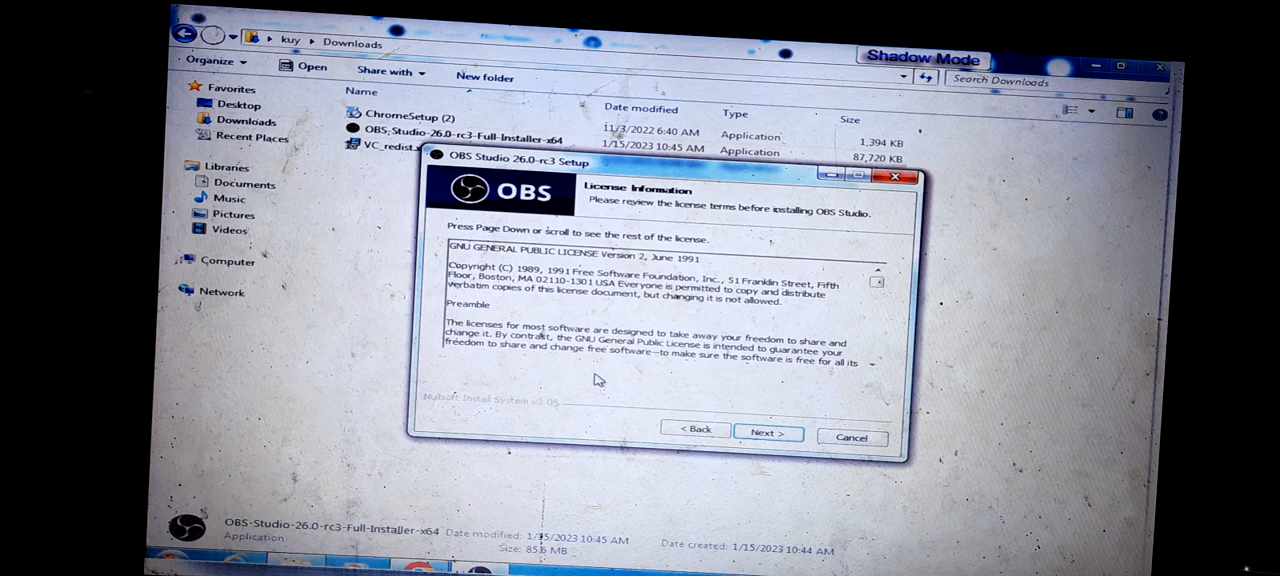 Shadow Mode
kuy ▸ Downloads
Search Downloads
Organize Open Share with New folder
Favorites
Desktop
Downloads
Recent Places
Libraries
Documents
Music
Pictures
Videos
Computer
Network
Name Date modified Type Size
ChromeSetup (2) 11/3/2022 6:40 AM Application 1,394 KB
OBS-Studio-26.0-rc3-Full-Installer-x64 1/15/2023 10:45 AM Application 87,720 KB
VC_redist.
OBS Studio 26.0-rc3 Setup
OBS
License Information
Please review the license terms before installing OBS Studio.
Press Page Down or scroll to see the rest of the license.
GNU GENERAL PUBLIC LICENSE Version 2, June 1991
Copyright (C) 1989, 1991 Free Software Foundation, Inc., 51 Franklin Street, Fifth
Floor, Boston, MA 02110-1301 USA Everyone is permitted to copy and distribute
verbatim copies of this license document, but changing it is not allowed.
Preamble
The licenses for most software are designed to take away your freedom to share and
change it. By contrast, the GNU General Public License is intended to guarantee your
freedom to share and change free software--to make sure the software is free for all its
Nullsoft Install System v3.05
< Back Next > Cancel
OBS-Studio-26.0-rc3-Full-Installer-x64 Date modified: 1/15/2023 10:45 AM Date created: 1/15/2023 10:44 AM
Application Size: 85.6 MB